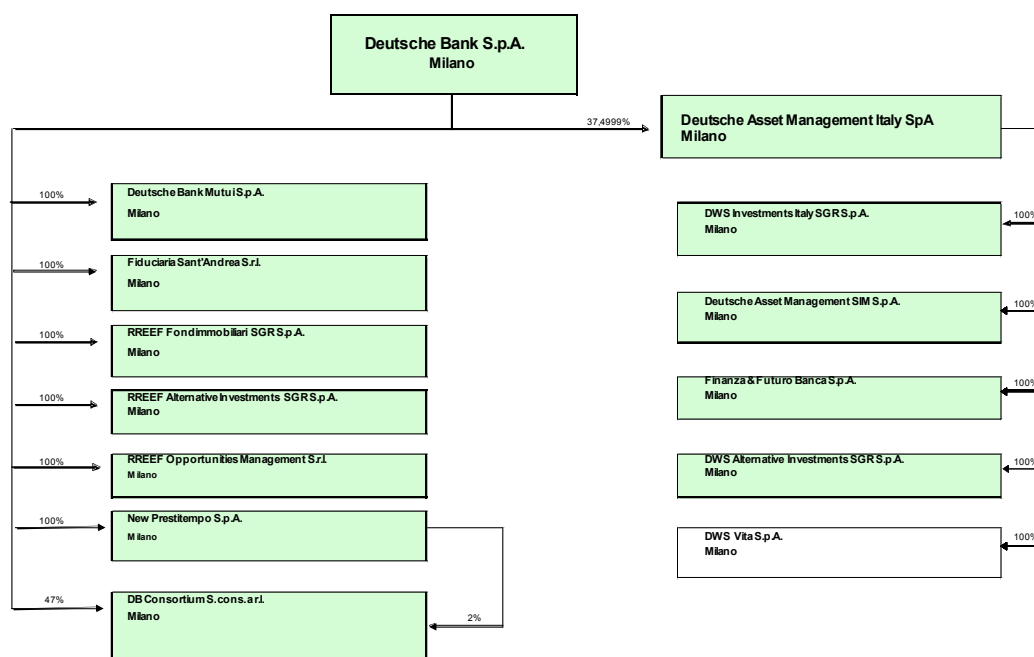 Deutsche Bank S.p.A.
Milano
37,4999%
Deutsche Asset Management Italy SpA
Milano
100%
Deutsche Bank Mutui S.p.A.
Milano
100%
Fiduciaria Sant'Andrea S.r.l.
Milano
100%
RREEF Fondimmobiliari SGR S.p.A.
Milano
100%
RREEF Alternative Investments SGR S.p.A.
Milano
100%
RREEF Opportunities Management S.r.l.
Milano
100%
New Prestitempo S.p.A.
Milano
47%
DB Consortium S. cons. a r.l.
Milano
2%
DWS Investments Italy SGR S.p.A.
Milano
100%
Deutsche Asset Management SIM S.p.A.
Milano
100%
Finanza & Futuro Banca S.p.A.
Milano
100%
DWS Alternative Investments SGR S.p.A.
Milano
100%
DWS Vita S.p.A.
Milano
100%